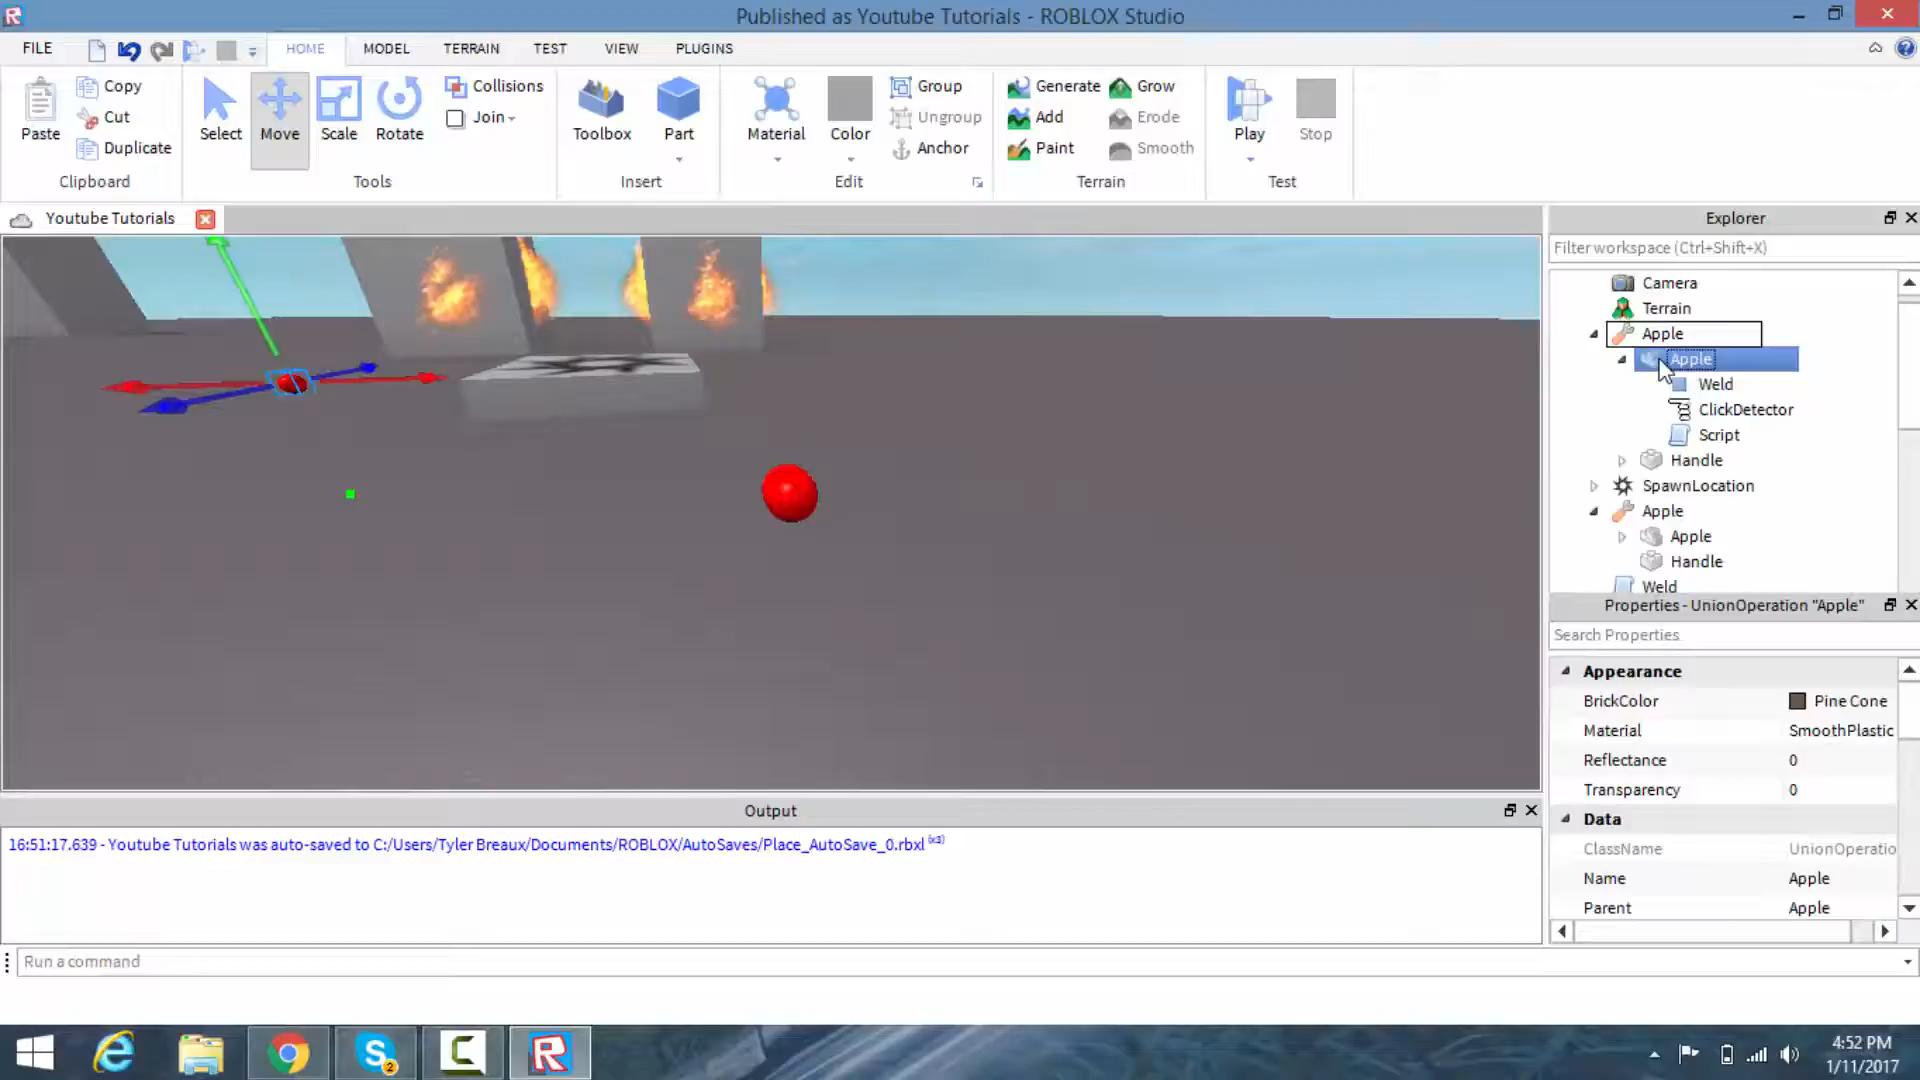 Published as Youtube Tutorials - ROBLOX Studio
FILE HOME MODEL TERRAIN TEST VIEW PLUGINS
Paste
Copy
Cut
Duplicate
Clipboard
Select Move Scale Rotate
Collisions
Join
Tools
Toolbox Part
Insert
Material Color
Group
Ungroup
Anchor
Edit
Generate Grow
Add Erode
Paint Smooth
Terrain
Play Stop
Test
Youtube Tutorials
Explorer
Filter workspace (Ctrl+Shift+X)
Camera
Terrain
Apple
Apple
Weld
ClickDetector
Script
Handle
SpawnLocation
Apple
Apple
Handle
Weld
Properties - UnionOperation "Apple"
Search Properties
Appearance
BrickColor Pine Cone
Material SmoothPlastic
Reflectance 0
Transparency 0
Data
ClassName UnionOperatio
Name Apple
Parent Apple
Output
16:51:17.639 - Youtube Tutorials was auto-saved to C:/Users/Tyler Breaux/Documents/ROBLOX/AutoSaves/Place_AutoSave_0.rbxl (x3)
Run a command
2
4:52 PM
1/11/2017